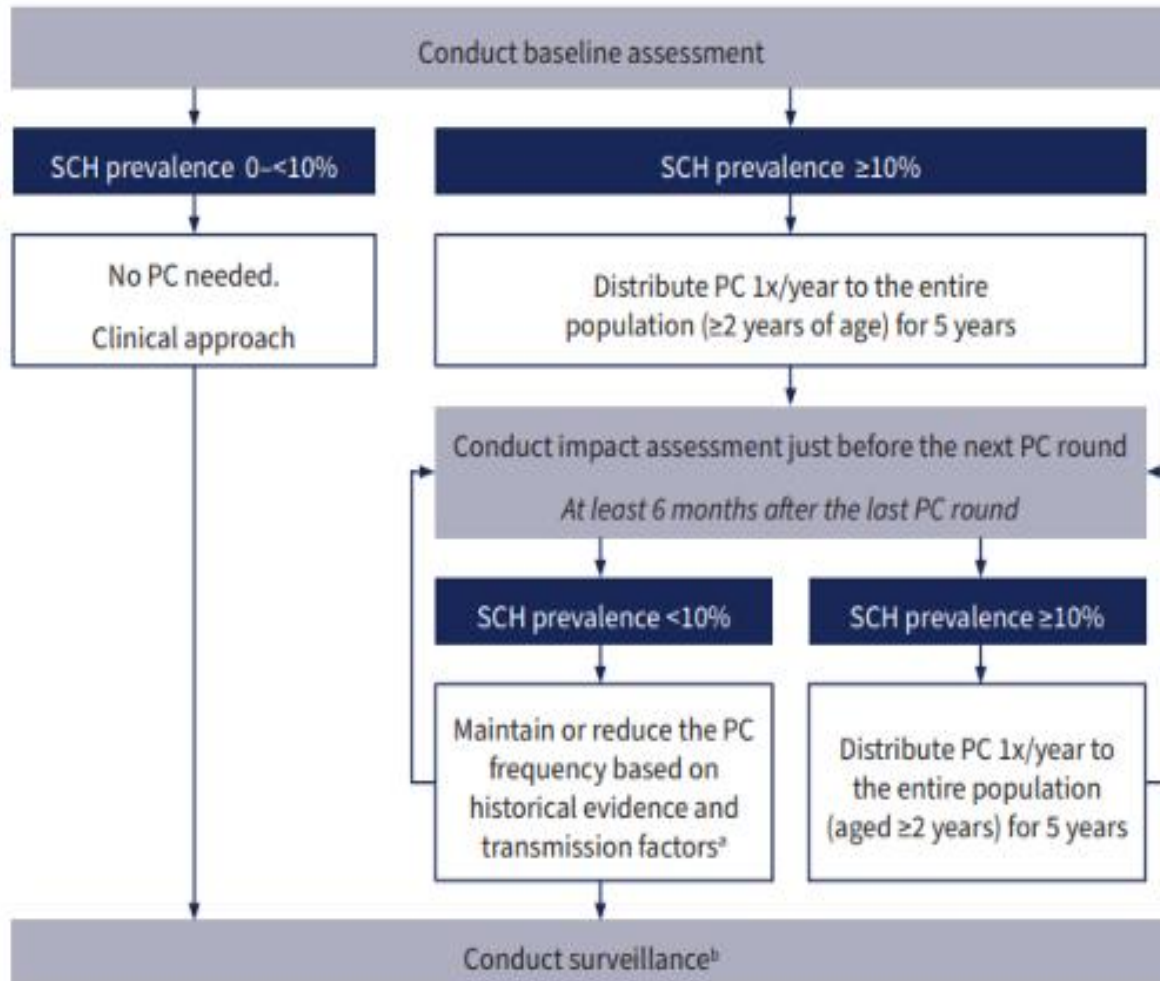 Conduct baseline assessment
SCH prevalence 0–<10%
SCH prevalence ≥10%
No PC needed.
Clinical approach
Distribute PC 1x/year to the entire
population (≥2 years of age) for 5 years
Conduct impact assessment just before the next PC round
At least 6 months after the last PC round
SCH prevalence <10%
SCH prevalence ≥10%
Maintain or reduce the PC
frequency based on
historical evidence and
transmission factorsᵃ
Distribute PC 1x/year to
the entire population
(aged ≥2 years) for 5 years
Conduct surveillanceᵇ